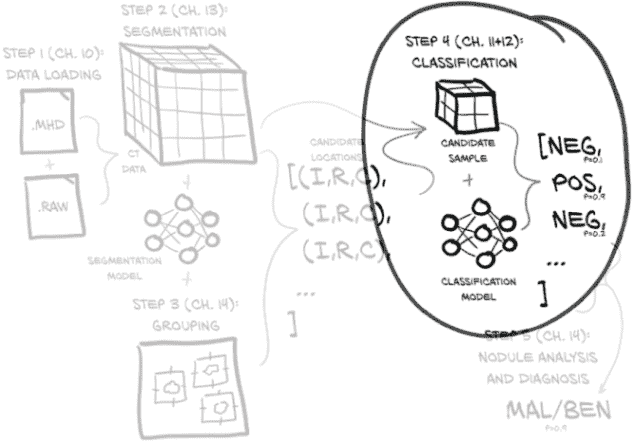 STEP 1 (CH. 10):
DATA LOADING
.MHD
+
.RAW
STEP 2 (CH. 13):
SEGMENTATION
CT
DATA
+
SEGMENTATION
MODEL
+
STEP 3 (CH. 14):
GROUPING
CANDIDATE
LOCATIONS
[(I,R,C),
(I,R,C),
(I,R,C),
...
]
STEP 4 (CH. 11+12):
CLASSIFICATION
CANDIDATE
SAMPLE
+
CLASSIFICATION
MODEL
[NEG,
P=0.1
POS,
P=0.9
NEG,
P=0.2
...
]
STEP 5 (CH. 14):
NODULE ANALYSIS
AND DIAGNOSIS
MAL/BEN
P=0.9